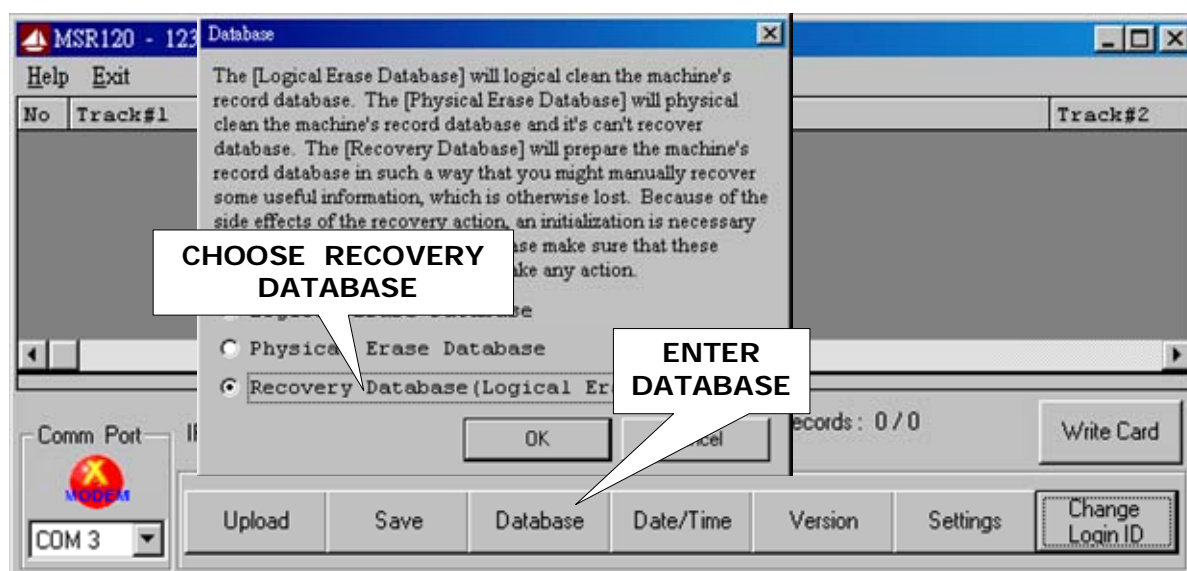 MSR120 - 123
Help Exit
No Track#1 Track#2
Database
The [Logical Erase Database] will logical clean the machine's
record database. The [Physical Erase Database] will physical
clean the machine's record database and it's can't recover
database. The [Recovery Database] will prepare the machine's
record database in such a way that you might manually recover
some useful information, which is otherwise lost. Because of the
side effects of the recovery action, an initialization is necessary
make sure that these
any action.
CHOOSE RECOVERY
DATABASE
Physical Erase Database
Recovery Database(Logical
ENTER
DATABASE
OK
Records : 0 / 0
Write Card
Comm Port
MODEM
COM 3
Upload Save Database Date/Time Version Settings Change
Login ID